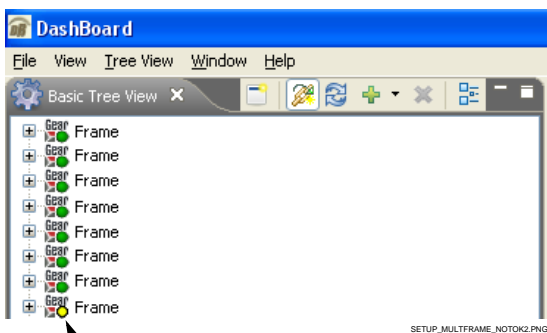 DashBoard
File View Tree View Window Help
Basic Tree View
Gear Frame
Gear Frame
Gear Frame
Gear Frame
Gear Frame
Gear Frame
Gear Frame
Gear Frame
SETUP_MULTFRAME_NOTOK2.PNG